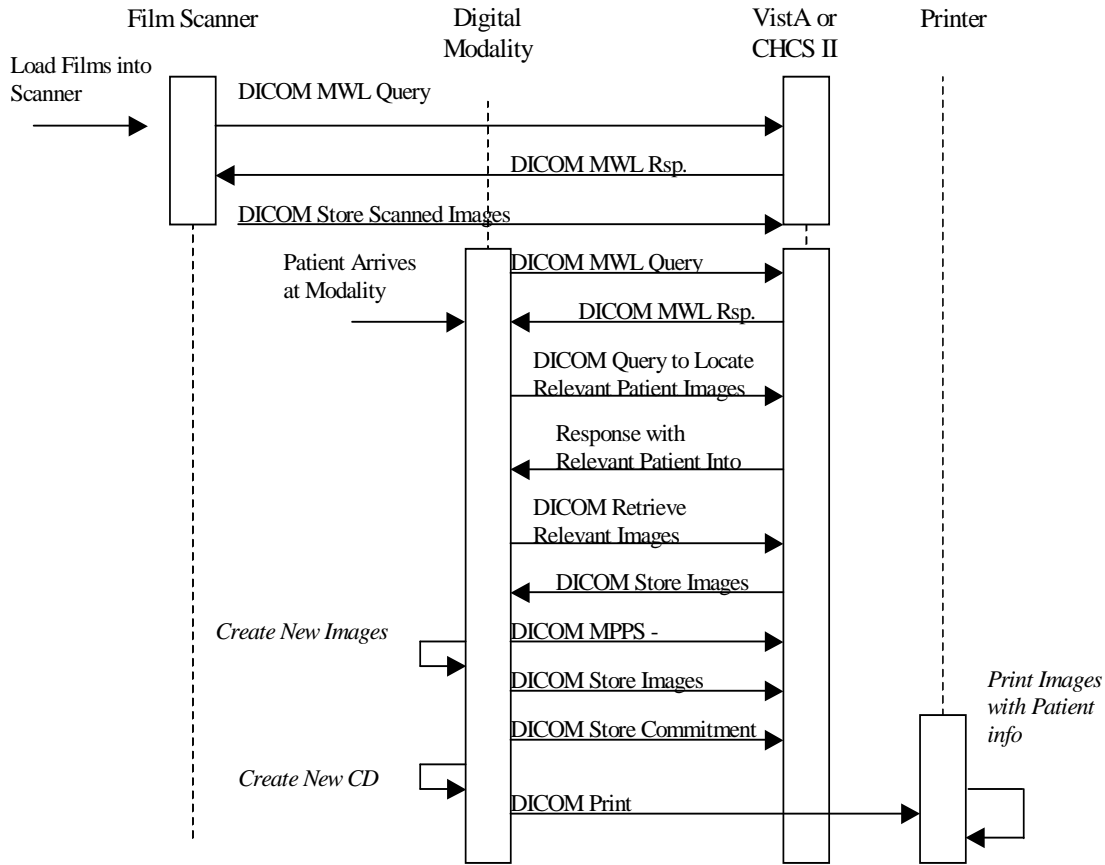 Film Scanner
Digital
Modality
VistA or
CHCS II
Printer
Load Films into
Scanner
DICOM MWL Query
DICOM MWL Rsp.
DICOM Store Scanned Images
Patient Arrives
at Modality
DICOM MWL Query
DICOM MWL Rsp.
DICOM Query to Locate
Relevant Patient Images
Response with
Relevant Patient Into
DICOM Retrieve
Relevant Images
DICOM Store Images
Create New Images
DICOM MPPS -
DICOM Store Images
Print Images
with Patient
info
DICOM Store Commitment
Create New CD
DICOM Print